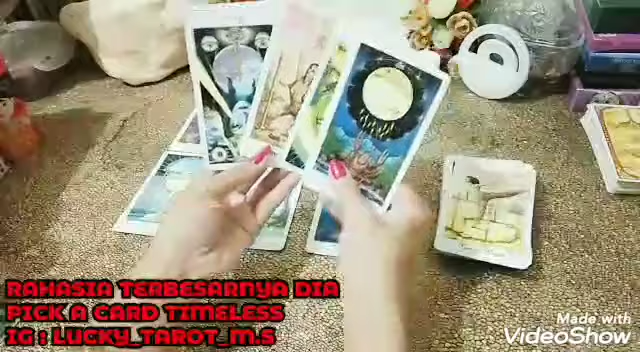 RAHASIA TERBESARNYA DIA
PICK A CARD TIMELESS
IG : LUCKY_TAROT_M.S
Made with
VideoShow